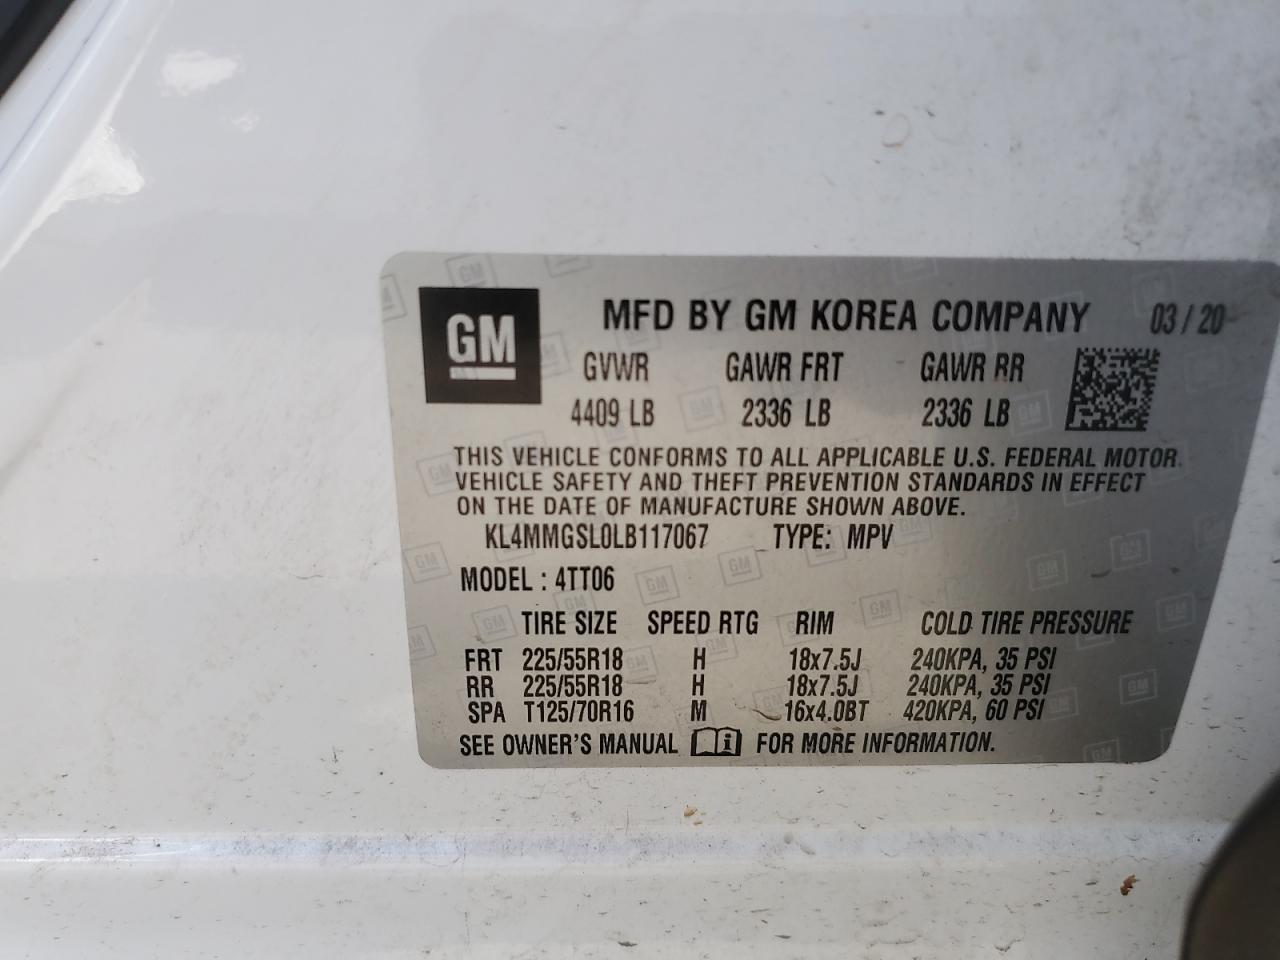 GM
MFD BY GM KOREA COMPANY 03/20
GVWR GAWR FRT GAWR RR
4409 LB 2336 LB 2336 LB
THIS VEHICLE CONFORMS TO ALL APPLICABLE U.S. FEDERAL MOTOR
VEHICLE SAFETY AND THEFT PREVENTION STANDARDS IN EFFECT
ON THE DATE OF MANUFACTURE SHOWN ABOVE.
KL4MMGSL0LB117067 TYPE: MPV
MODEL : 4TT06
TIRE SIZE SPEED RTG RIM COLD TIRE PRESSURE
FRT 225/55R18 H 18x7.5J 240KPA, 35 PSI
RR 225/55R18 H 18x7.5J 240KPA, 35 PSI
SPA T125/70R16 M 16x4.0BT 420KPA, 60 PSI
SEE OWNER'S MANUAL FOR MORE INFORMATION.